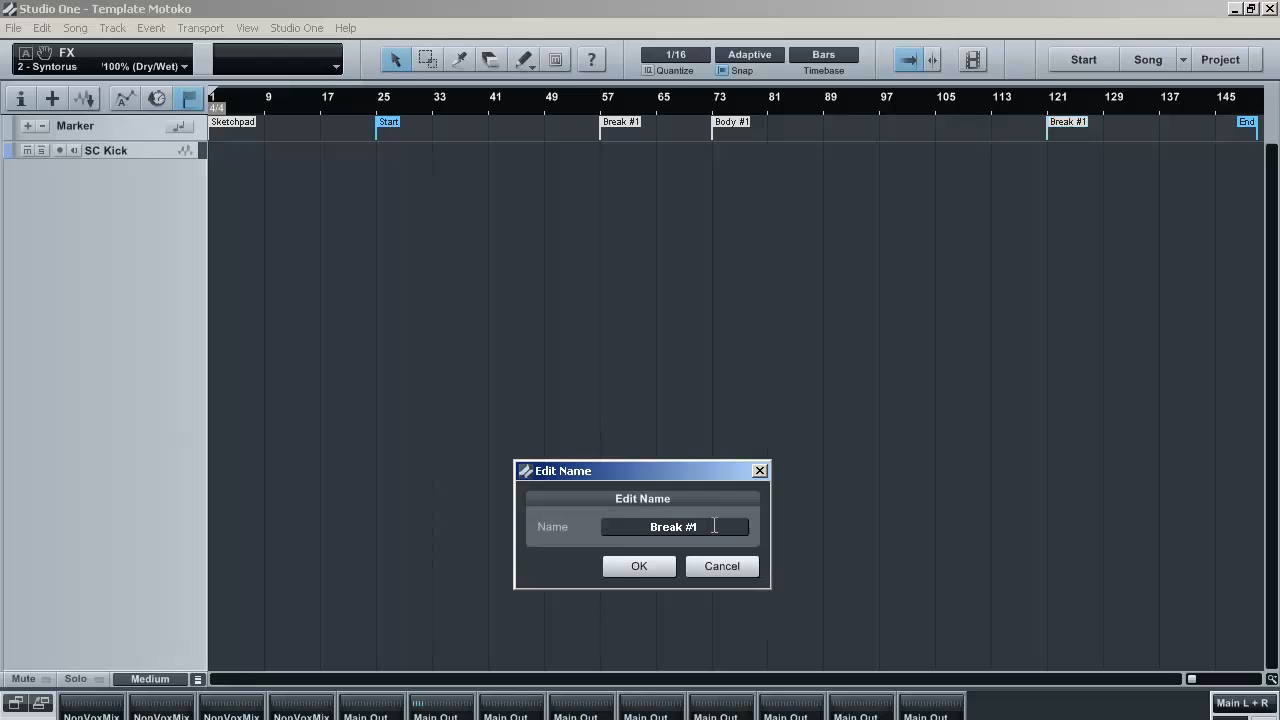 Studio One - Template Motoko
File Edit Song Track Event View Transport Studio One Help
FX
2 - Syntorus '100% (Dry/Wet)
1/16 Adaptive Bars Start Song Project
IQ Quantize Snap Timebase
1 9 17 25 33 41 49 57 65 73 81 89 97 105 113 121 129 137 145
4/4
Marker Sketchpad Start Break #1 Body #1 Break #1 End
M S SC Kick
Edit Name
Edit Name
Name Break #1
OK Cancel
Mute Solo Medium
Main L + R
NonVoxMix NonVoxMix NonVoxMix NonVoxMix Main Out Main Out Main Out Main Out Main Out Main Out Main Out Main Out Main Out